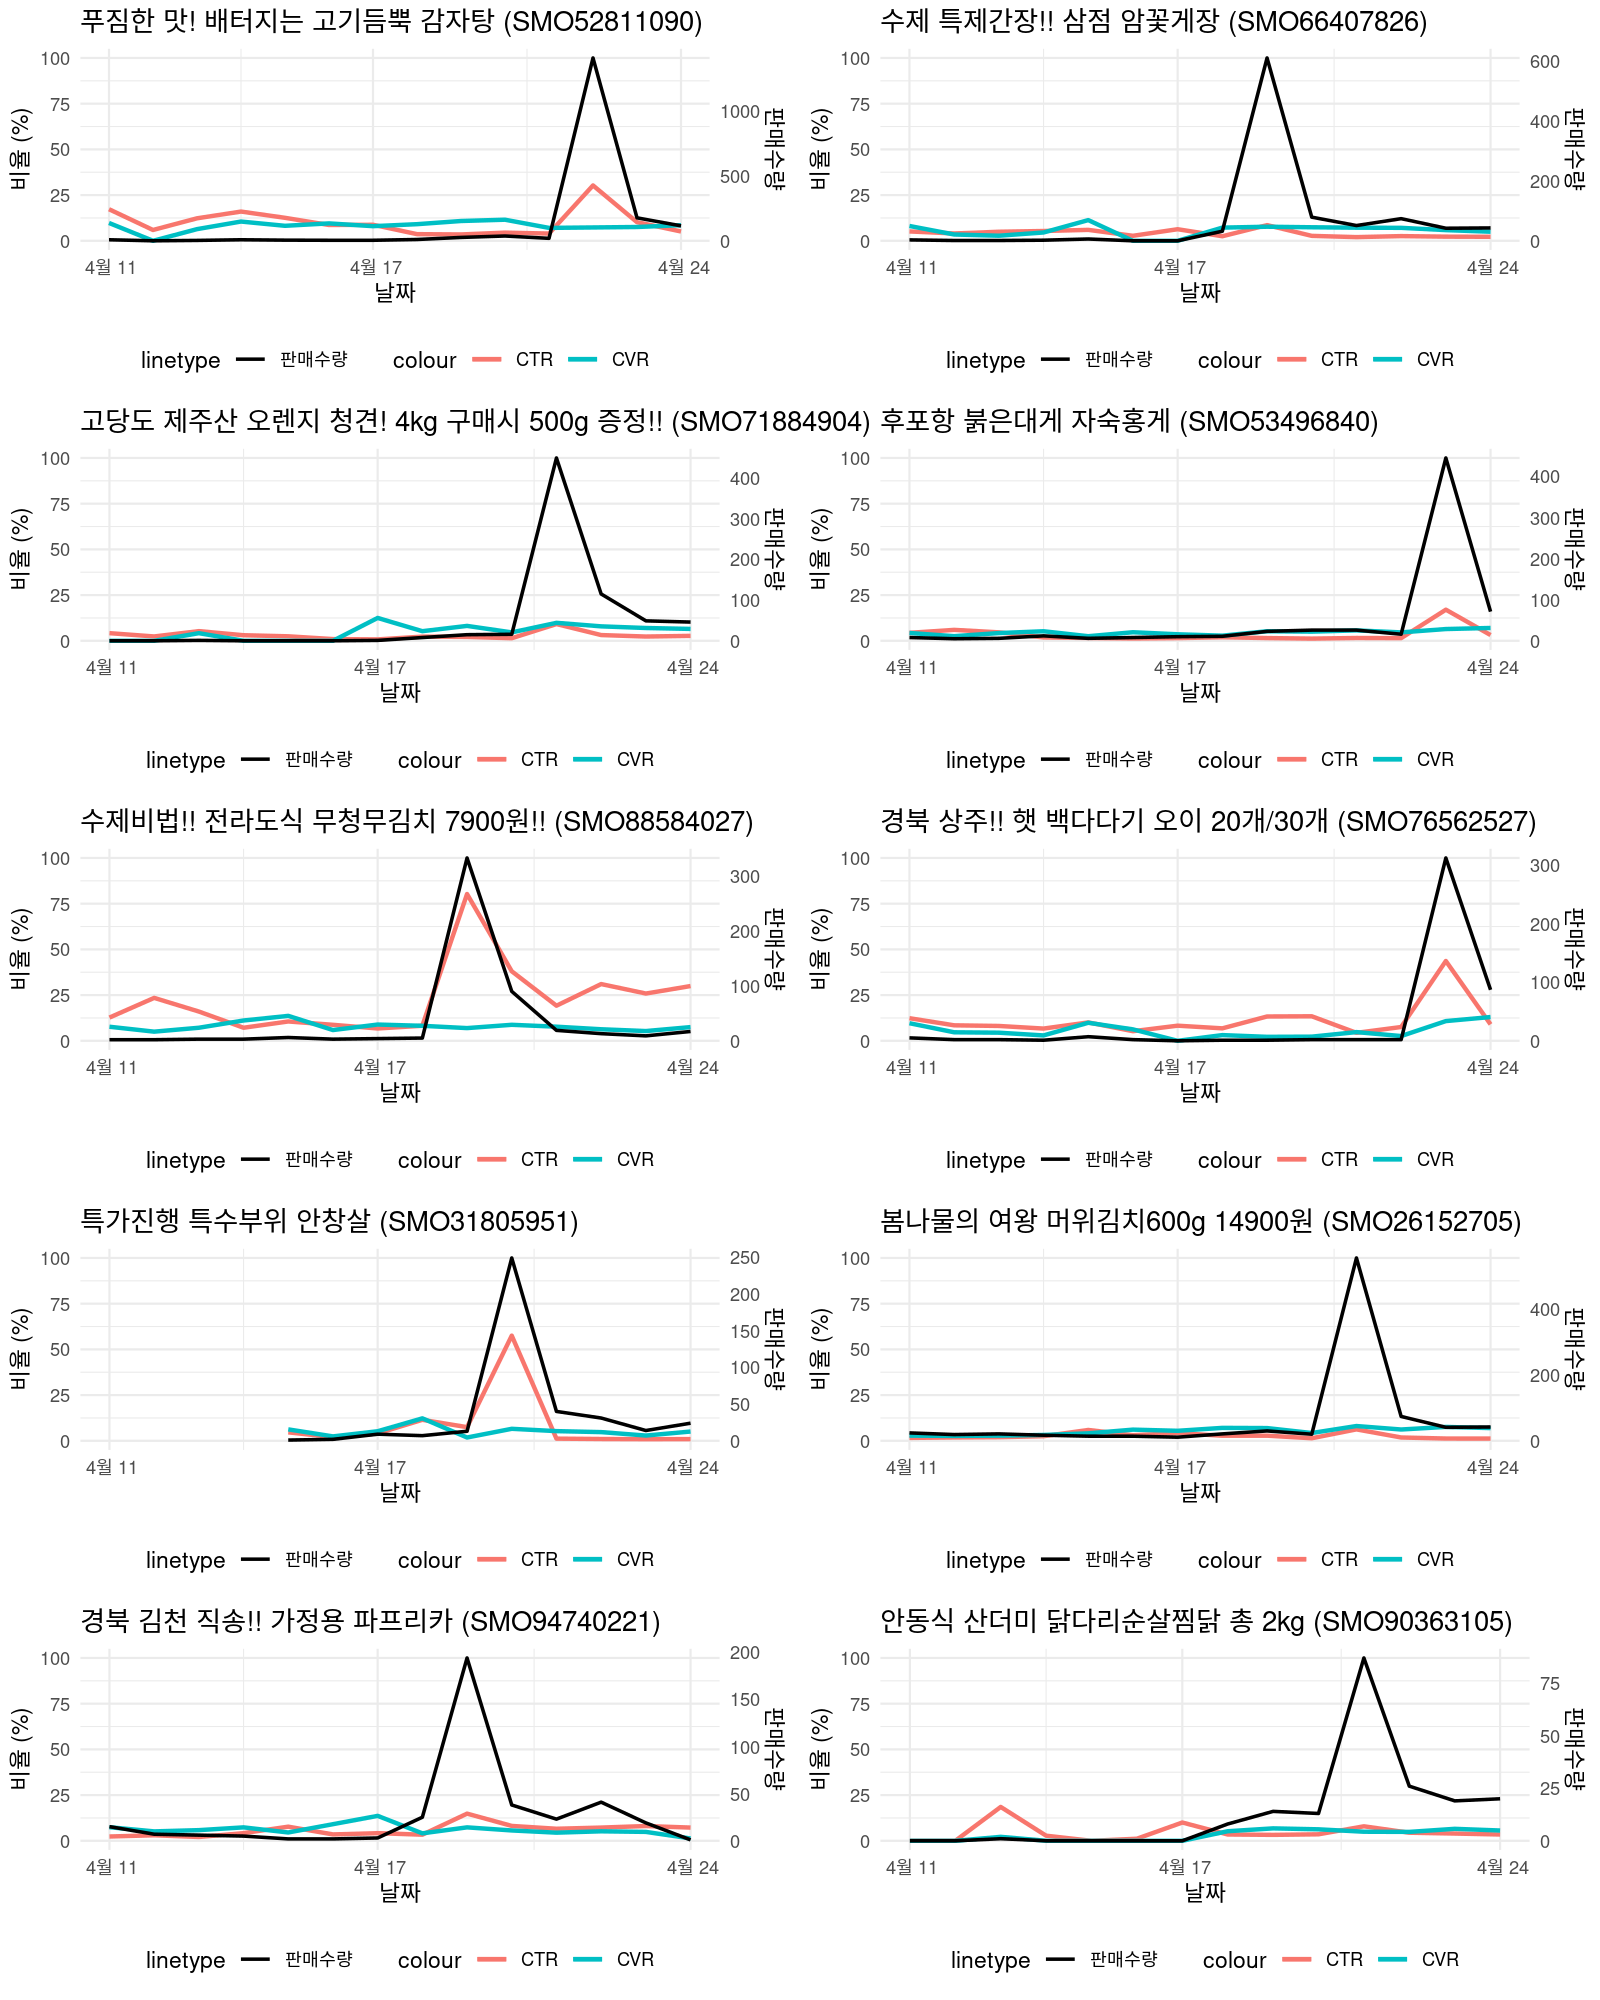 푸짐한 맛! 배터지는 고기듬뿍 감자탕 (SMO52811090)
100
75
50
25
0
비율 (%)
1000
500
0
판매수량
4월 11
4월 17
4월 24
날짜
linetype 판매수량 colour CTR CVR
수제 특제간장!! 삼점 암꽃게장 (SMO66407826)
100
75
50
25
0
비율 (%)
600
400
200
0
판매수량
4월 11
4월 17
4월 24
날짜
linetype 판매수량 colour CTR CVR
고당도 제주산 오렌지 청견! 4kg 구매시 500g 증정!! (SMO71884904)
100
75
50
25
0
비율 (%)
400
300
200
100
0
판매수량
4월 11
4월 17
4월 24
날짜
linetype 판매수량 colour CTR CVR
후포항 붉은대게 자숙홍게 (SMO53496840)
100
75
50
25
0
비율 (%)
400
300
200
100
0
판매수량
4월 11
4월 17
4월 24
날짜
linetype 판매수량 colour CTR CVR
수제비법!! 전라도식 무청무김치 7900원!! (SMO88584027)
100
75
50
25
0
비율 (%)
300
200
100
0
판매수량
4월 11
4월 17
4월 24
날짜
linetype 판매수량 colour CTR CVR
경북 상주!! 햇 백다다기 오이 20개/30개 (SMO76562527)
100
75
50
25
0
비율 (%)
300
200
100
0
판매수량
4월 11
4월 17
4월 24
날짜
linetype 판매수량 colour CTR CVR
특가진행 특수부위 안창살 (SMO31805951)
100
75
50
25
0
비율 (%)
250
200
150
100
50
0
판매수량
4월 11
4월 17
4월 24
날짜
linetype 판매수량 colour CTR CVR
봄나물의 여왕 머위김치600g 14900원 (SMO26152705)
100
75
50
25
0
비율 (%)
400
200
0
판매수량
4월 11
4월 17
4월 24
날짜
linetype 판매수량 colour CTR CVR
경북 김천 직송!! 가정용 파프리카 (SMO94740221)
100
75
50
25
0
비율 (%)
200
150
100
50
0
판매수량
4월 11
4월 17
4월 24
날짜
linetype 판매수량 colour CTR CVR
안동식 산더미 닭다리순살찜닭 총 2kg (SMO90363105)
100
75
50
25
0
비율 (%)
75
50
25
0
판매수량
4월 11
4월 17
4월 24
날짜
linetype 판매수량 colour CTR CVR